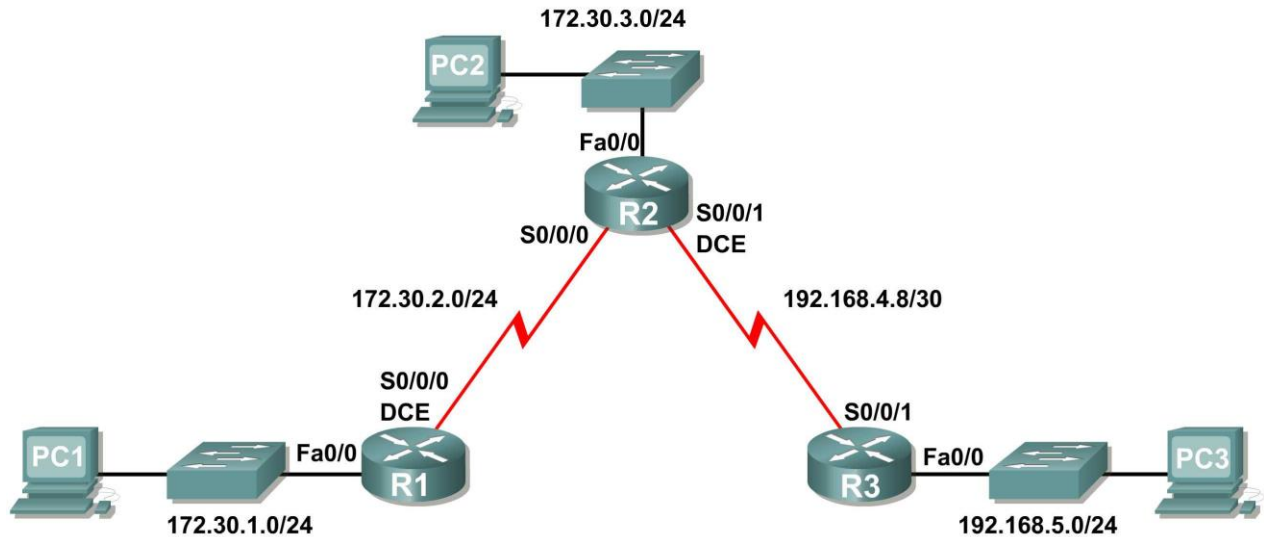 172.30.3.0/24
PC2
Fa0/0
R2
S0/0/1
DCE
S0/0/0
172.30.2.0/24
192.168.4.8/30
S0/0/0
DCE
S0/0/1
PC1
Fa0/0
R1
R3
Fa0/0
PC3
172.30.1.0/24
192.168.5.0/24